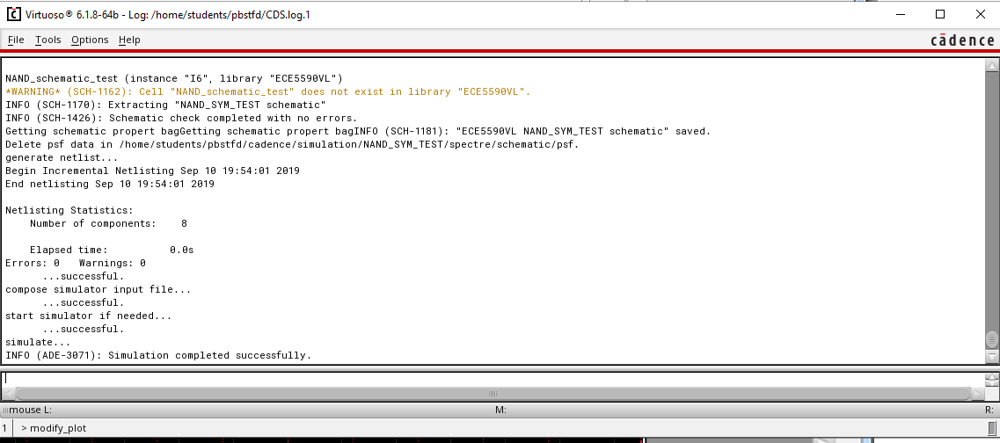 Virtuoso® 6.1.8-64b - Log: /home/students/pbstfd/CDS.log.1
File Tools Options Help
cādence
NAND_schematic_test (instance "I6", library "ECE5590VL")
*WARNING* (SCH-1162): Cell "NAND_schematic_test" does not exist in library "ECE5590VL".
INFO (SCH-1170): Extracting "NAND_SYM_TEST schematic"
INFO (SCH-1426): Schematic check completed with no errors.
Getting schematic propert bagGetting schematic propert bagINFO (SCH-1181): "ECE5590VL NAND_SYM_TEST schematic" saved.
Delete psf data in /home/students/pbstfd/cadence/simulation/NAND_SYM_TEST/spectre/schematic/psf.
generate netlist...
Begin Incremental Netlisting Sep 10 19:54:01 2019
End netlisting Sep 10 19:54:01 2019
Netlisting Statistics:
Number of components: 8
Elapsed time: 0.0s
Errors: 0 Warnings: 0
...successful.
compose simulator input file...
...successful.
start simulator if needed...
...successful.
simulate...
INFO (ADE-3071): Simulation completed successfully.
mouse L: M: R:
1 > modify_plot